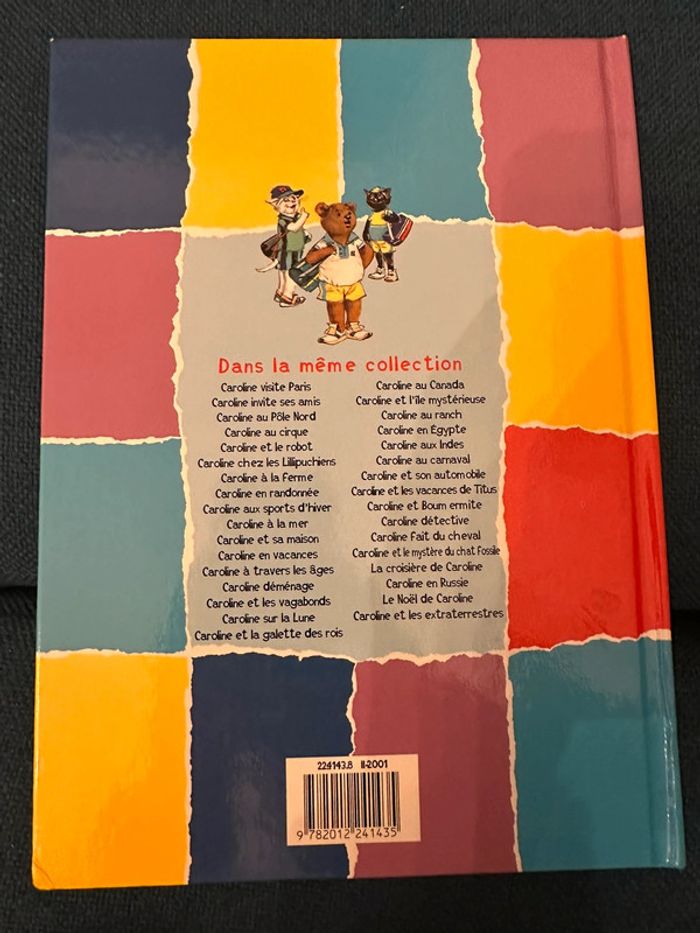 Dans la même collection
Caroline visite Paris
Caroline invite ses amis
Caroline au Pôle Nord
Caroline au cirque
Caroline et le robot
Caroline chez les Lillipuchiens
Caroline à la Ferme
Caroline en randonnée
Caroline aux sports d'hiver
Caroline à la mer
Caroline et sa maison
Caroline en vacances
Caroline à travers les âges
Caroline déménage
Caroline et les vagabonds
Caroline sur la Lune
Caroline et la galette des rois
Caroline au Canada
Caroline et l'île mystérieuse
Caroline au ranch
Caroline en Égypte
Caroline aux Indes
Caroline au carnaval
Caroline et son automobile
Caroline et les vacances de Titus
Caroline et Boum ermite
Caroline détective
Caroline Fait du cheval
Caroline et le mystère du chat Fossile
La croisière de Caroline
Caroline en Russie
Le Noël de Caroline
Caroline et les extraterrestres
224143.8 II-2001
9 782012 241435